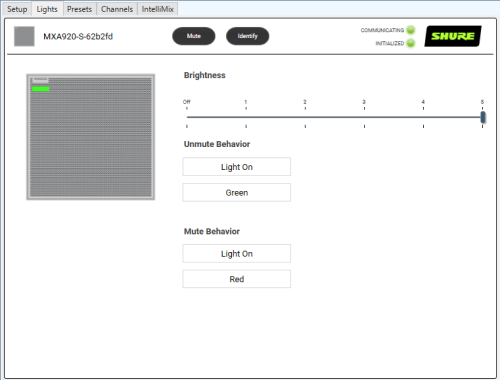 Setup Lights Presets Channels IntelliMix
MXA920-S-62b2fd
Mute
Identify
COMMUNICATING
INITIALIZED
SHURE
Brightness
Off 1 2 3 4 5
Unmute Behavior
Light On
Green
Mute Behavior
Light On
Red